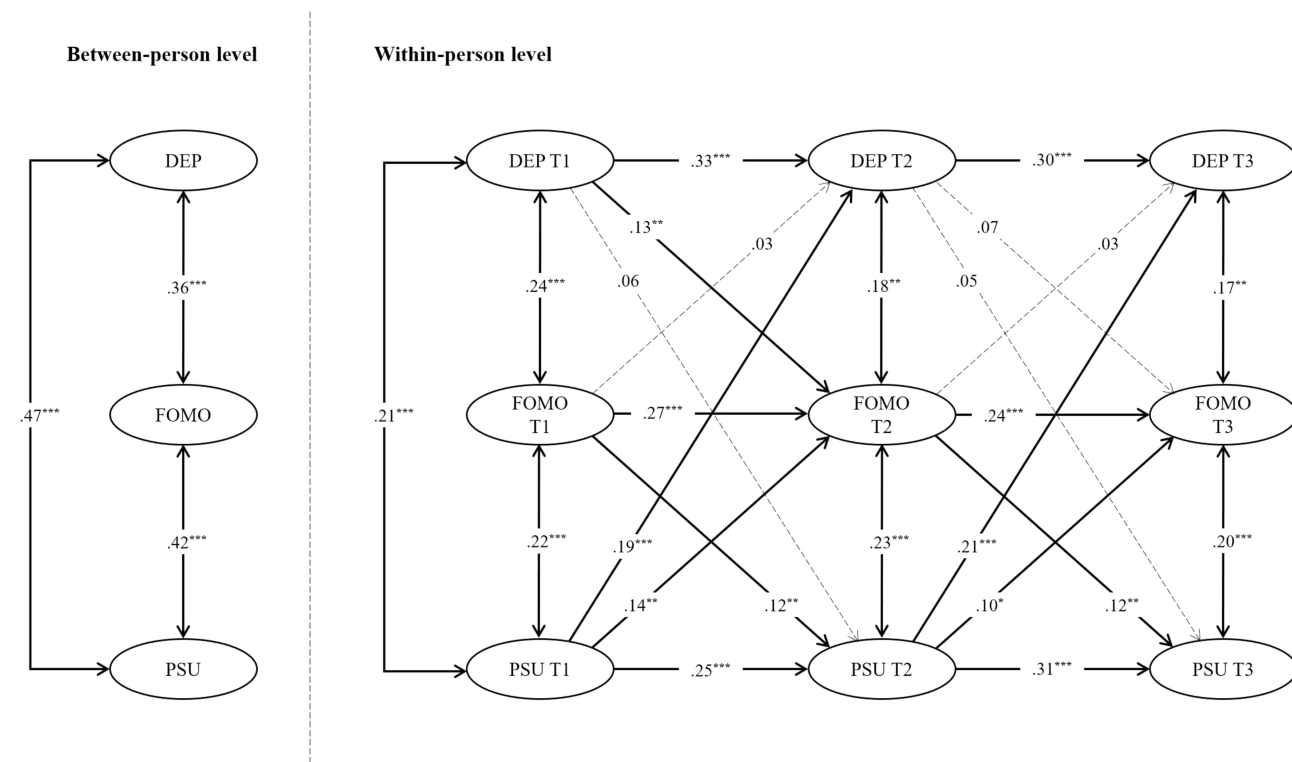 Between-person level
Within-person level
DEP
DEP T1
.33***
DEP T2
.30***
DEP T3
.13**
.03
.07
.03
.36***
.24***
.06
.18**
.05
.17**
FOMO
FOMO
T1
.27***
FOMO
T2
.24***
FOMO
T3
.47***
.21***
.42***
.22***
.19***
.23***
.21***
.20***
.14**
.12**
.10*
.12**
PSU
PSU T1
.25***
PSU T2
.31***
PSU T3